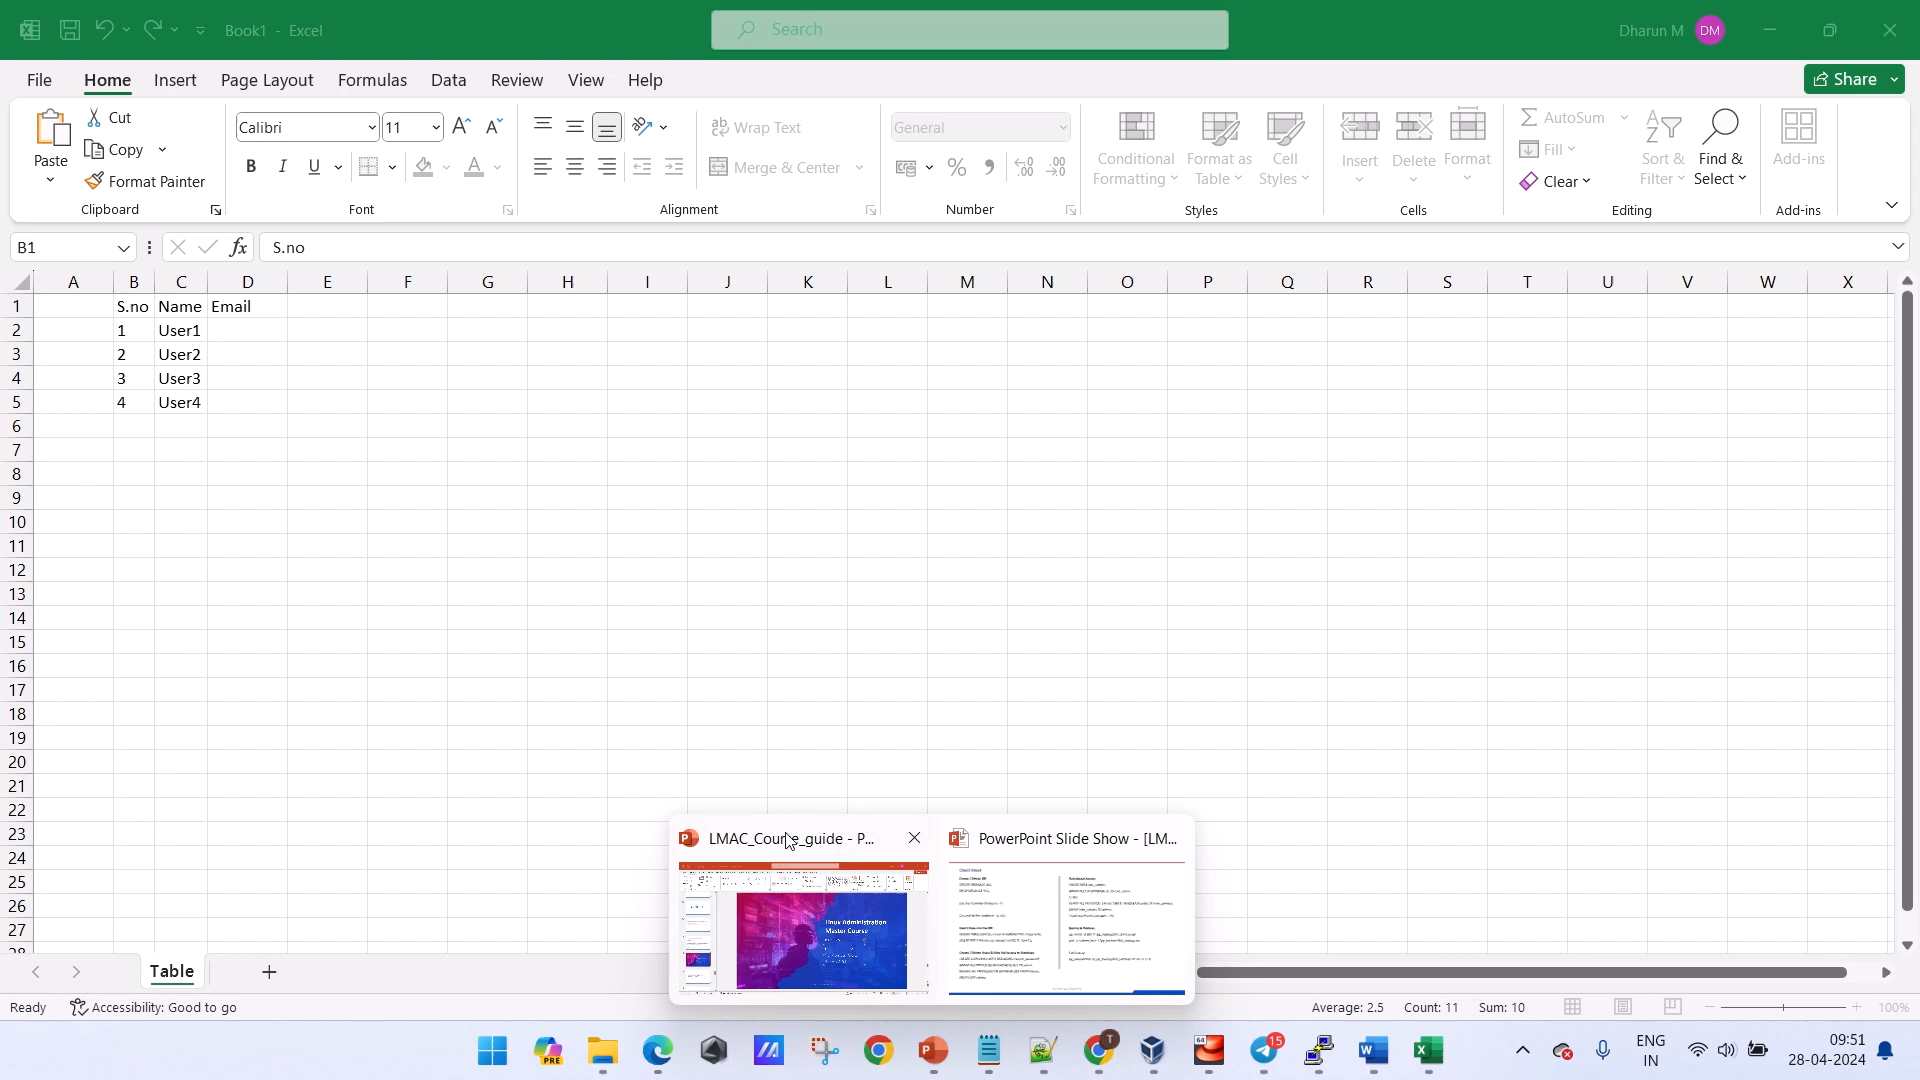 Book1 - Excel
Search
Dharun M DM
File Home Insert Page Layout Formulas Data Review View Help
Share
Paste
Cut
Copy
Format Painter
Clipboard
Calibri 11
B I U
Font
Wrap Text
Merge & Center
Alignment
General
Number
Conditional Formatting
Format as Table
Cell Styles
Styles
Insert Delete Format
Cells
AutoSum
Fill
Clear
Sort & Filter
Find & Select
Editing
Add-ins
Add-ins
B1 fx S.no
A B C D E F G H I J K L M N O P Q R S T U V W X
1 S.no Name Email
2 1 User1
3 2 User2
4 3 User3
5 4 User4
6
7
8
9
10
11
12
13
14
15
16
17
18
19
20
21
22
23
24
25
26
27
28
LMAC_Course_guide - P...
PowerPoint Slide Show - [LM...
Linux Administration
Master Course
Table
Ready Accessibility: Good to go Average: 2.5 Count: 11 Sum: 10 100%
PRE
64
T
15
ENG
IN
09:51
28-04-2024